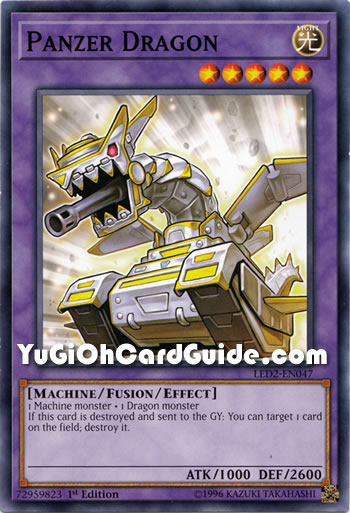 PANZER DRAGON
LIGHT
光
YuGiOhCardGuide.com
LED2-EN047
[MACHINE/FUSION/EFFECT]
1 Machine monster + 1 Dragon monster
If this card is destroyed and sent to the GY: You can target 1 card
on the field; destroy it.
ATK/1000 DEF/2600
72959823 1st Edition ©1996 KAZUKI TAKAHASHI